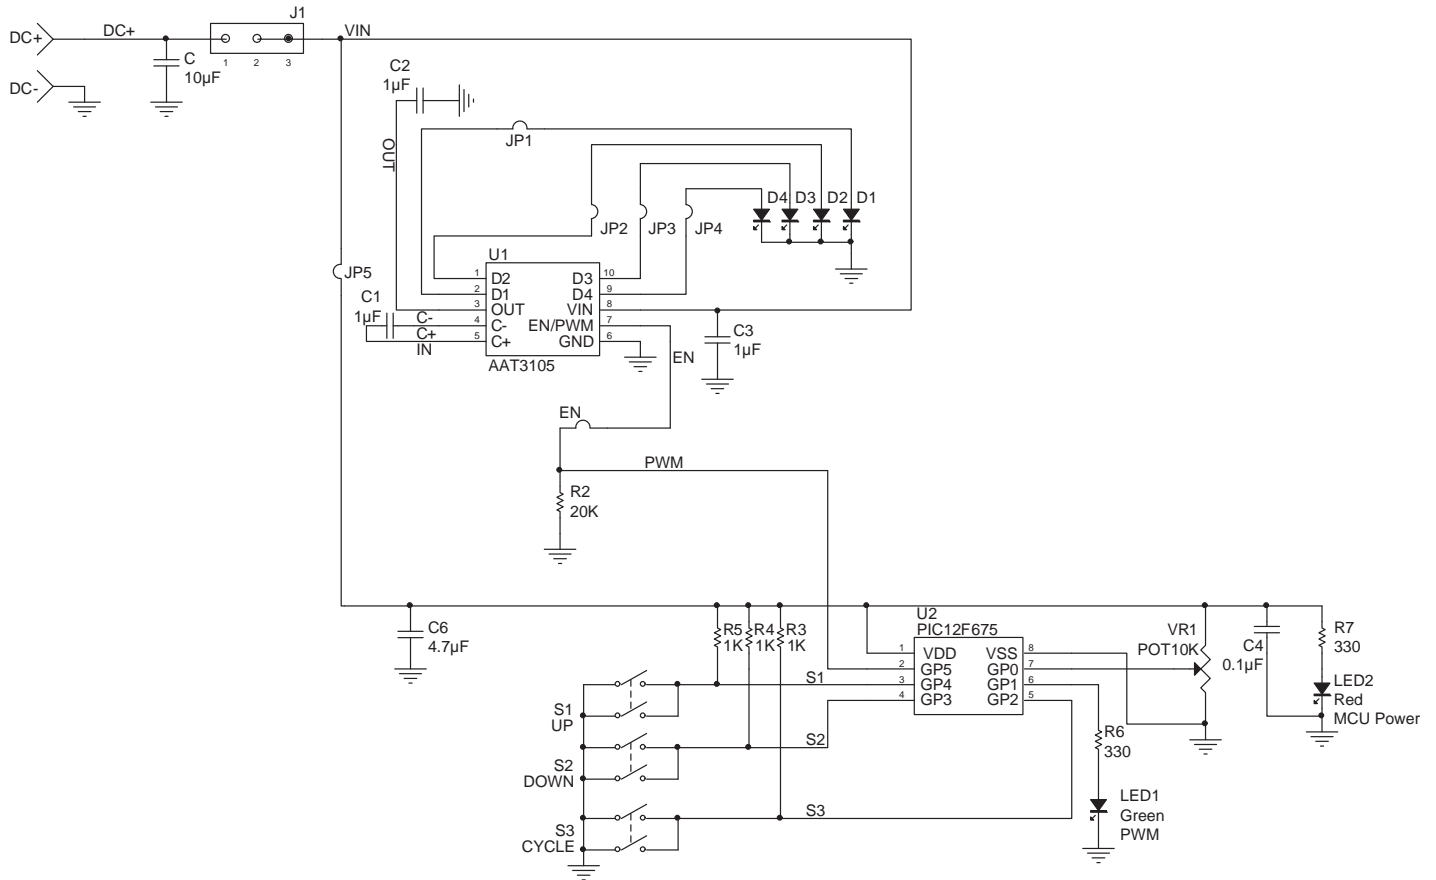 J1
DC+
DC+
VIN
C
10µF
1 2 3
DC-
C2
1µF
OUT
JP1
D4 D3 D2 D1
JP2 JP3 JP4
U1
JP5
1 D2 D3 10
2 D1 D4 9
3 OUT VIN 8
4 C- EN/PWM 7
5 C+ GND 6
C1
1µF
C-
C+
IN
AAT3105
EN
C3
1µF
EN
PWM
R2
20K
C6
4.7µF
R5 R4 R3
1K 1K 1K
U2
PIC12F675
1 VDD VSS 8
2 GP5 GP0 7
3 GP4 GP1 6
4 GP3 GP2 5
VR1
POT10K
C4
0.1µF
R7
330
LED2
Red
MCU Power
S1
S1
UP
S2
S2
DOWN
R6
330
S3
S3
CYCLE
LED1
Green
PWM